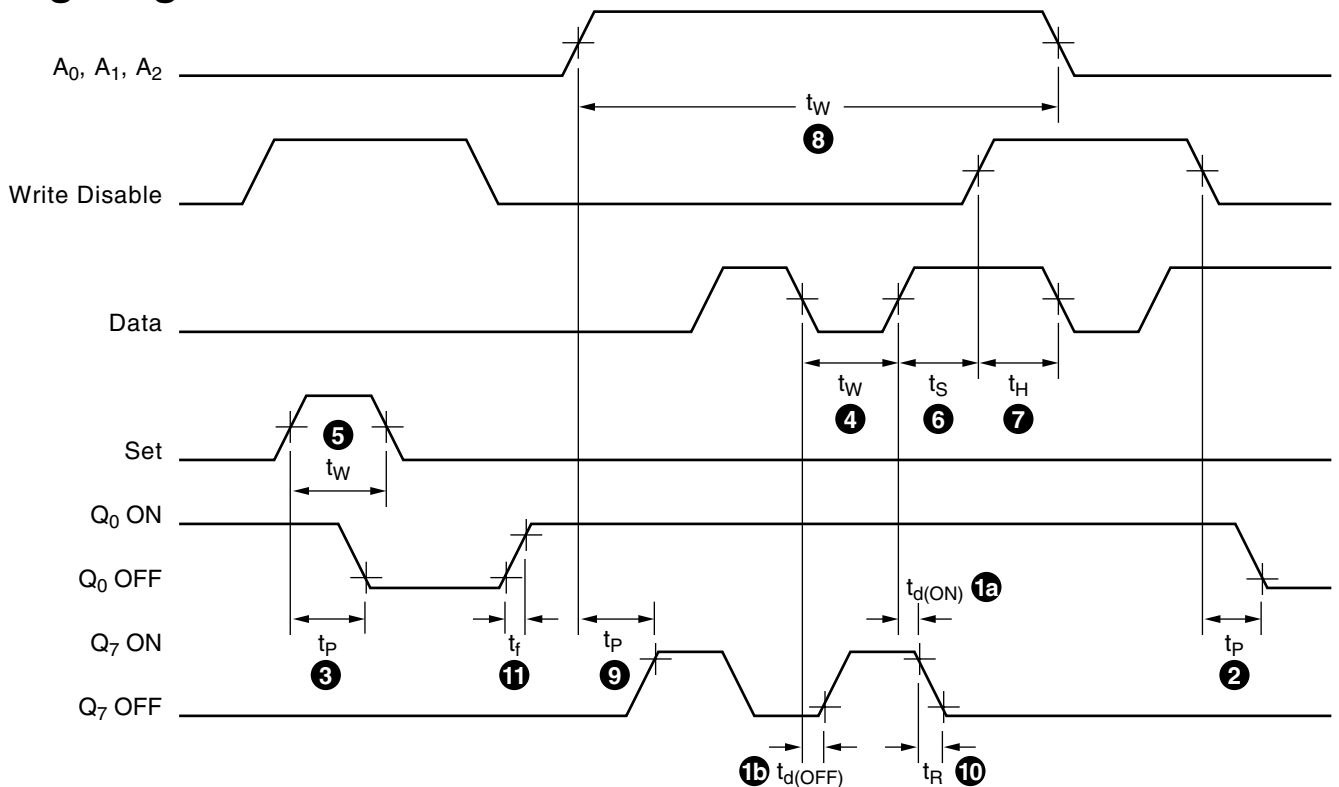 A0, A1, A2
tW
8
Write Disable
Data
tW
tS
tH
4
6
7
Set
5
tW
Q0 ON
Q0 OFF
td(ON) 1a
tP
3
tf
11
tP
9
tP
2
Q7 ON
Q7 OFF
1b td(OFF)
tR 10